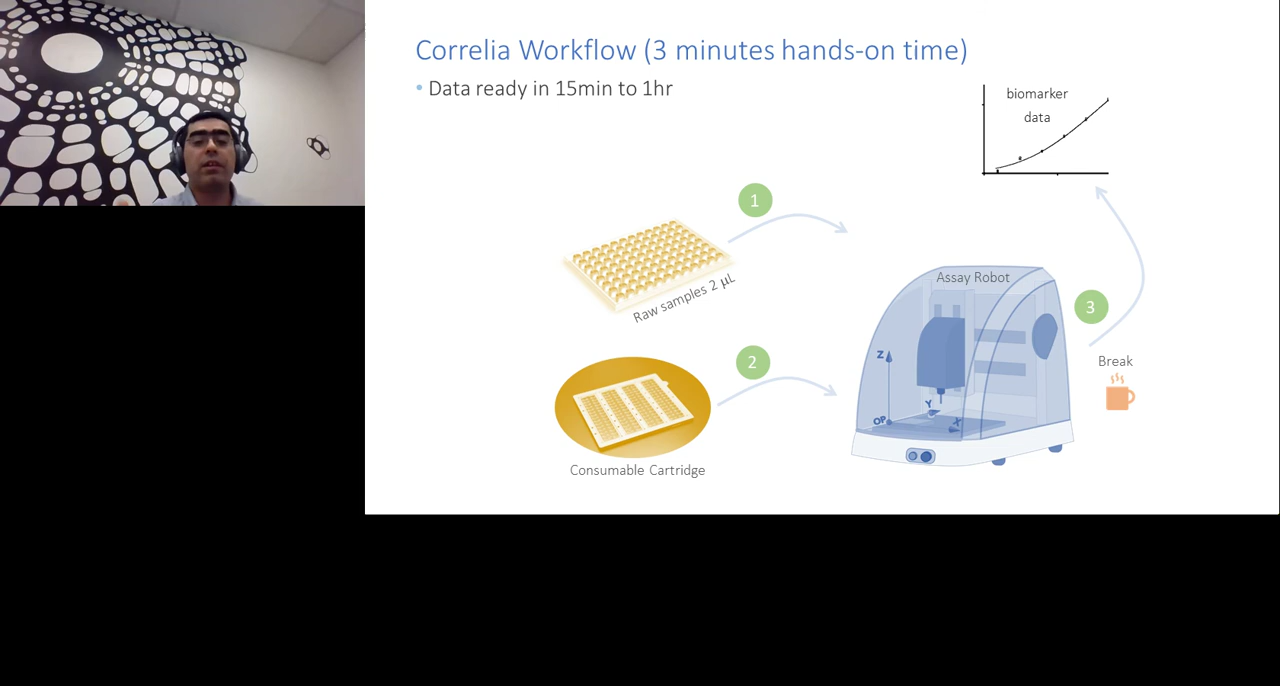 Correlia Workflow (3 minutes hands-on time)
• Data ready in 15min to 1hr
biomarker
data
1
Raw samples 2 µL
Assay Robot
3
2
Break
Z
Y
X
OP
Consumable Cartridge